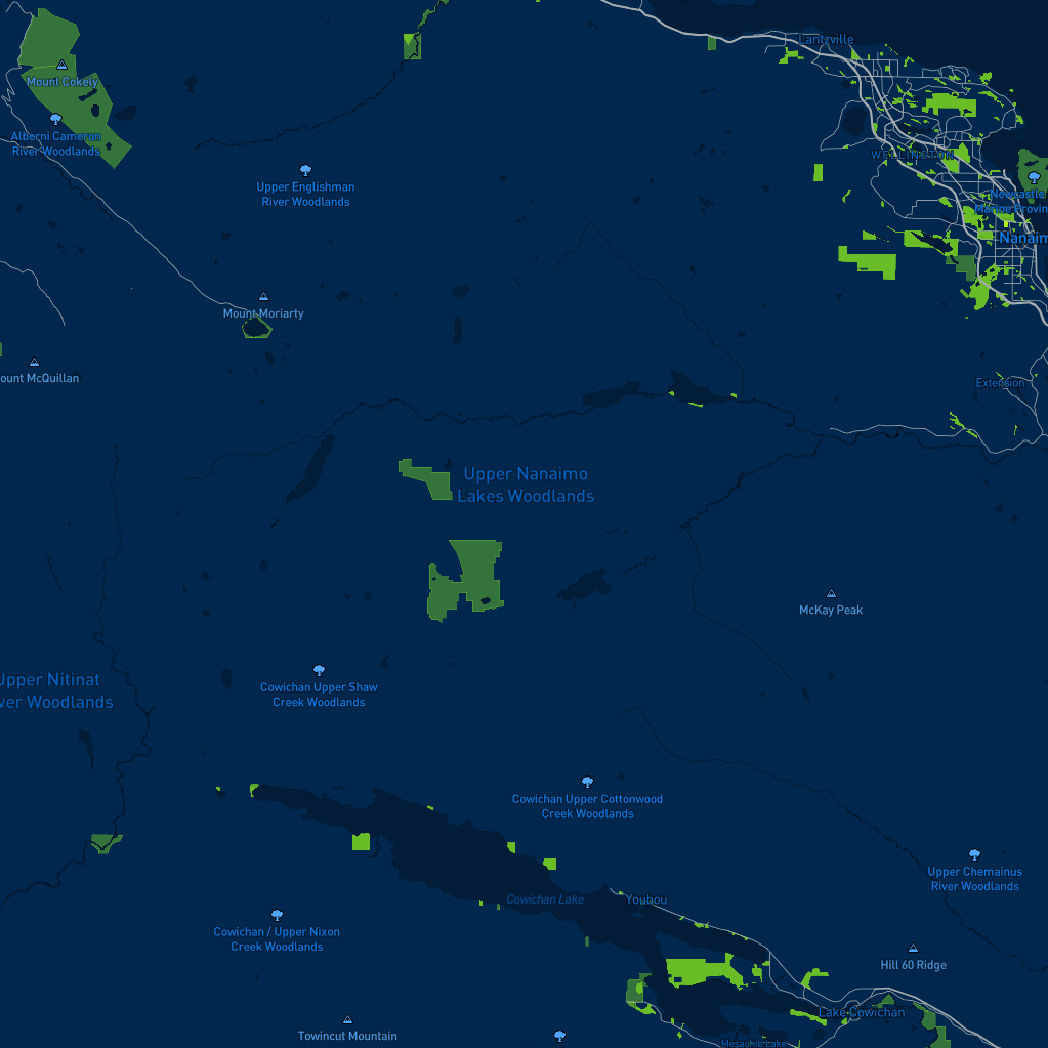 Lantzville
Mount Cokely
Alberni Cameron
River Woodlands
WELLINGTON
Upper Englishman
River Woodlands
Newcastle
Marine Provin
Nanaim
Mount Moriarty
ount McQuillan
Extension
Upper Nanaimo
Lakes Woodlands
McKay Peak
Upper Nitinat
ver Woodlands
Cowichan Upper Shaw
Creek Woodlands
Cowichan Upper Cottonwood
Creek Woodlands
Upper Chemainus
River Woodlands
Cowichan Lake
Youbou
Cowichan / Upper Nixon
Creek Woodlands
Hill 60 Ridge
Lake Cowichan
Towincut Mountain
Mesachie Lake